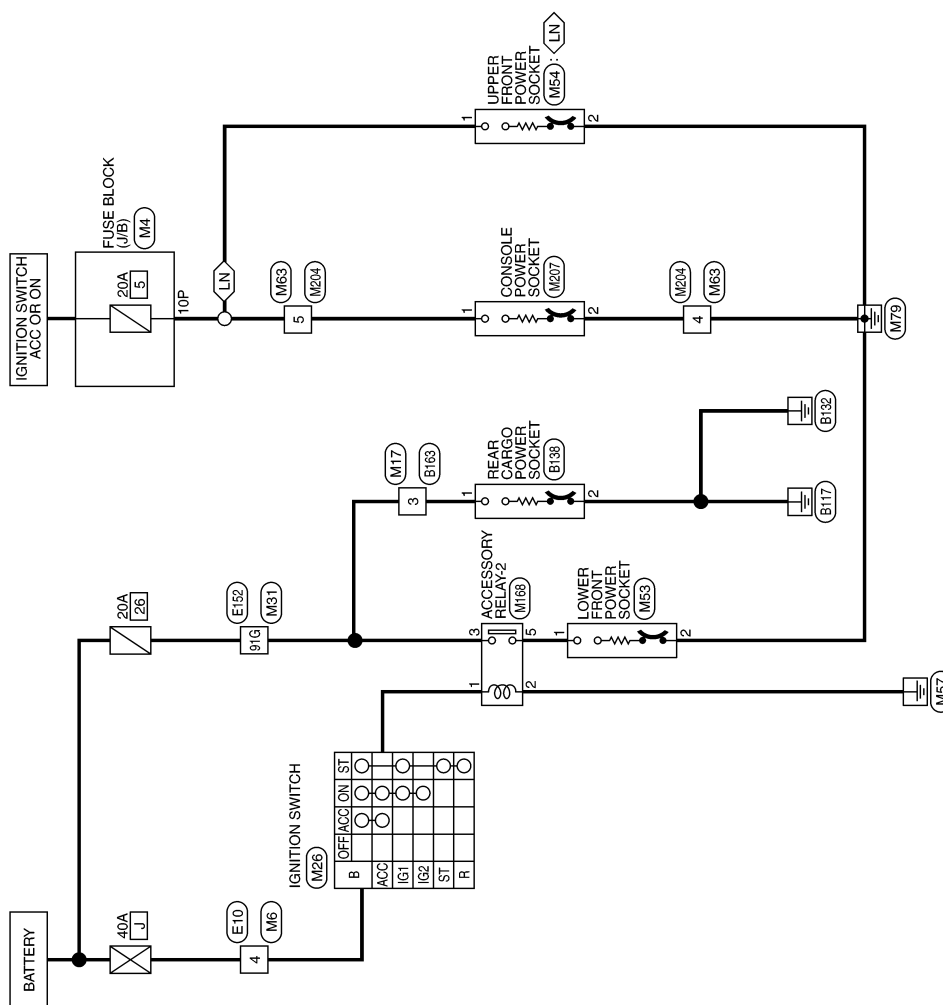 BATTERY
40A
J
E10
4
M6
20A
26
E152
91G
M31
IGNITION SWITCH
ACC OR ON
FUSE BLOCK
(J/B)
M4
20A
5
10P
LN
M63
5
M204
M17
3
B163
IGNITION SWITCH
M26
OFF ACC ON ST
B
ACC
IG1
IG2
ST
R
ACCESSORY
RELAY-2
M168
1
2
3
5
LOWER
FRONT
POWER
SOCKET
M53
1
2
REAR
CARGO
POWER
SOCKET
B138
1
2
CONSOLE
POWER
SOCKET
M207
1
2
UPPER
FRONT
POWER
SOCKET
M54 : LN
1
2
M204
4
M63
B117
B132
M79
M57